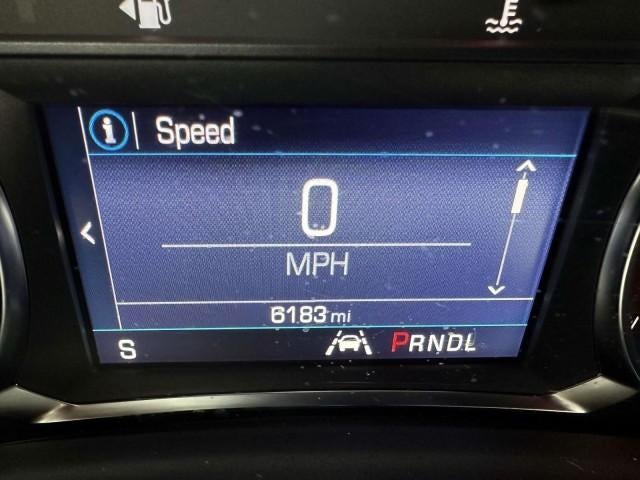 i Speed
0
MPH
6183 mi
S PRNDL